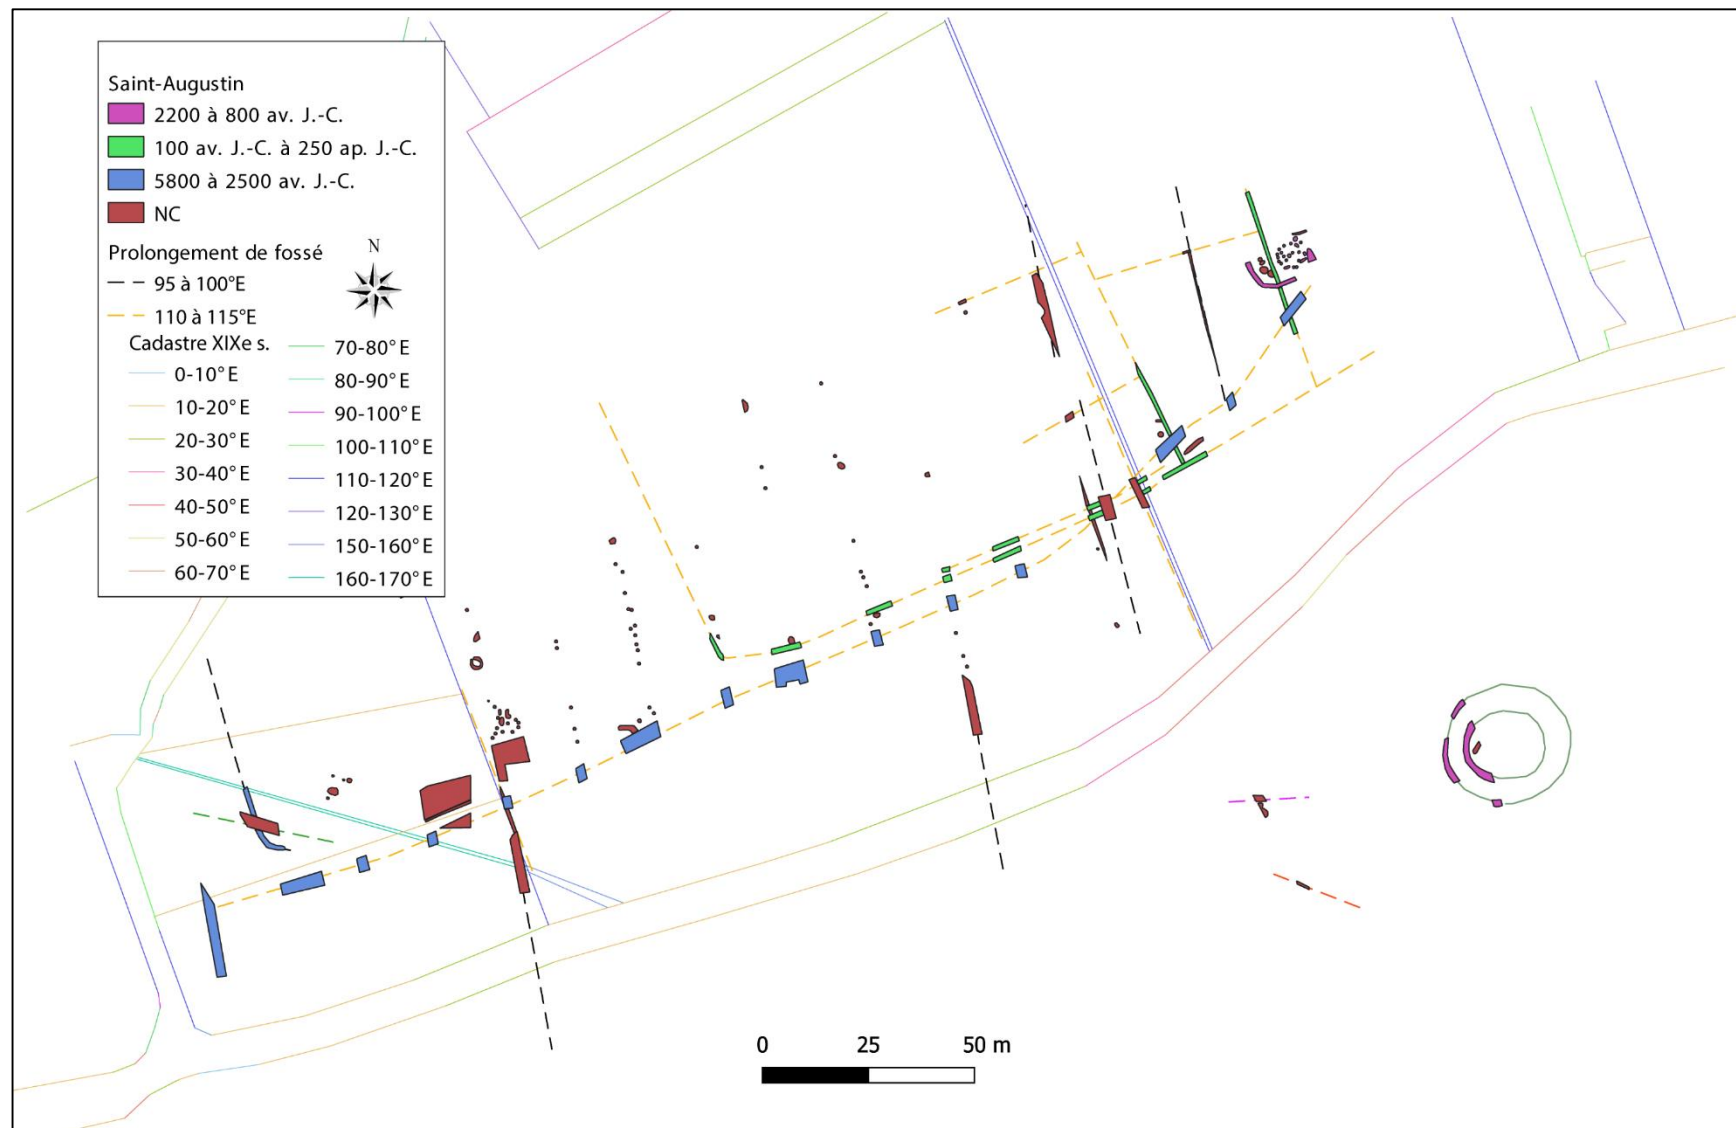 Saint-Augustin
2200 à 800 av. J.-C.
100 av. J.-C. à 250 ap. J.-C.
5800 à 2500 av. J.-C.
NC
Prolongement de fossé
N
95 à 100°E
110 à 115°E
Cadastre XIXe s.
0-10°E
10-20°E
20-30°E
30-40°E
40-50°E
50-60°E
60-70°E
70-80°E
80-90°E
90-100°E
100-110°E
110-120°E
120-130°E
150-160°E
160-170°E
0 25 50 m